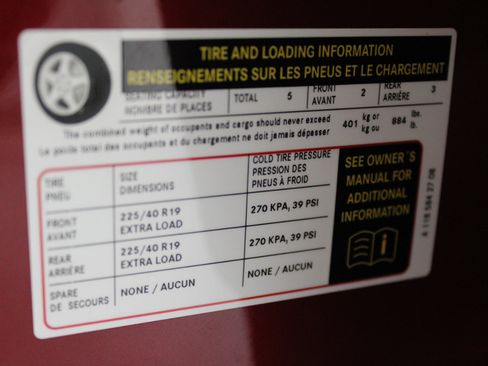 TIRE AND LOADING INFORMATION
RENSEIGNEMENTS SUR LES PNEUS ET LE CHARGEMENT
SEATING CAPACITY TOTAL 5 FRONT 2 REAR 3
NOMBRE DE PLACES AVANT ARRIÈRE
The combined weight of occupants and cargo should never exceed 401 kg or 884 lbs.
Le poids total des occupants et du chargement ne doit jamais dépasser kg ou lb.
TIRE SIZE COLD TIRE PRESSURE
PNEU DIMENSIONS PRESSION DES
PNEUS À FROID
FRONT 225/40 R19 270 KPA, 39 PSI
AVANT EXTRA LOAD
REAR 225/40 R19 270 KPA, 39 PSI
ARRIÈRE EXTRA LOAD
SPARE NONE / AUCUN NONE / AUCUN
DE SECOURS
SEE OWNER´S
MANUAL FOR
ADDITIONAL
INFORMATION
A 118 584 27 08